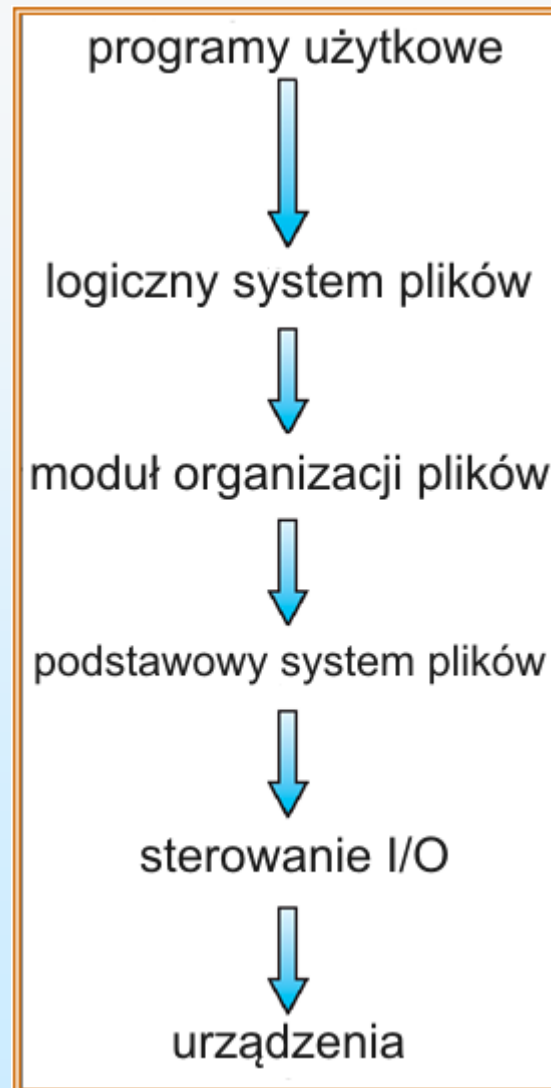 programy użytkowe
logiczny system plików
moduł organizacji plików
podstawowy system plików
sterowanie I/O
urządzenia